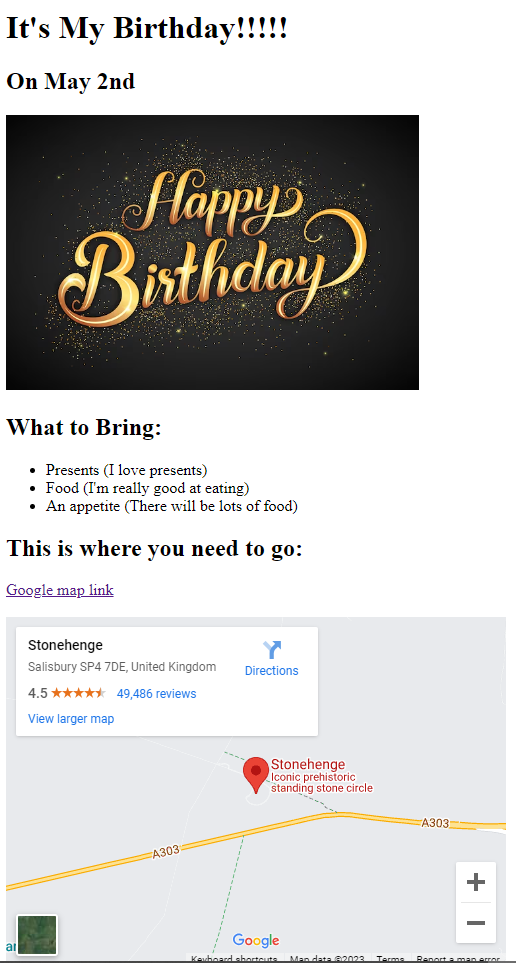 It's My Birthday!!!!!
On May 2nd
Happy
Birthday
What to Bring:
Presents (I love presents)
Food (I'm really good at eating)
An appetite (There will be lots of food)
This is where you need to go:
Google map link
Stonehenge
Salisbury SP4 7DE, United Kingdom
Directions
4.5 49,486 reviews
View larger map
Stonehenge
Iconic prehistoric
standing stone circle
A303
A303
Google
Keyboard shortcuts Map data ©2023 Terms Report a map error